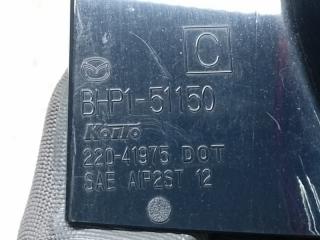 C
BHP1-51150
Koito
220-41975 DOT
SAE AIP2ST 12